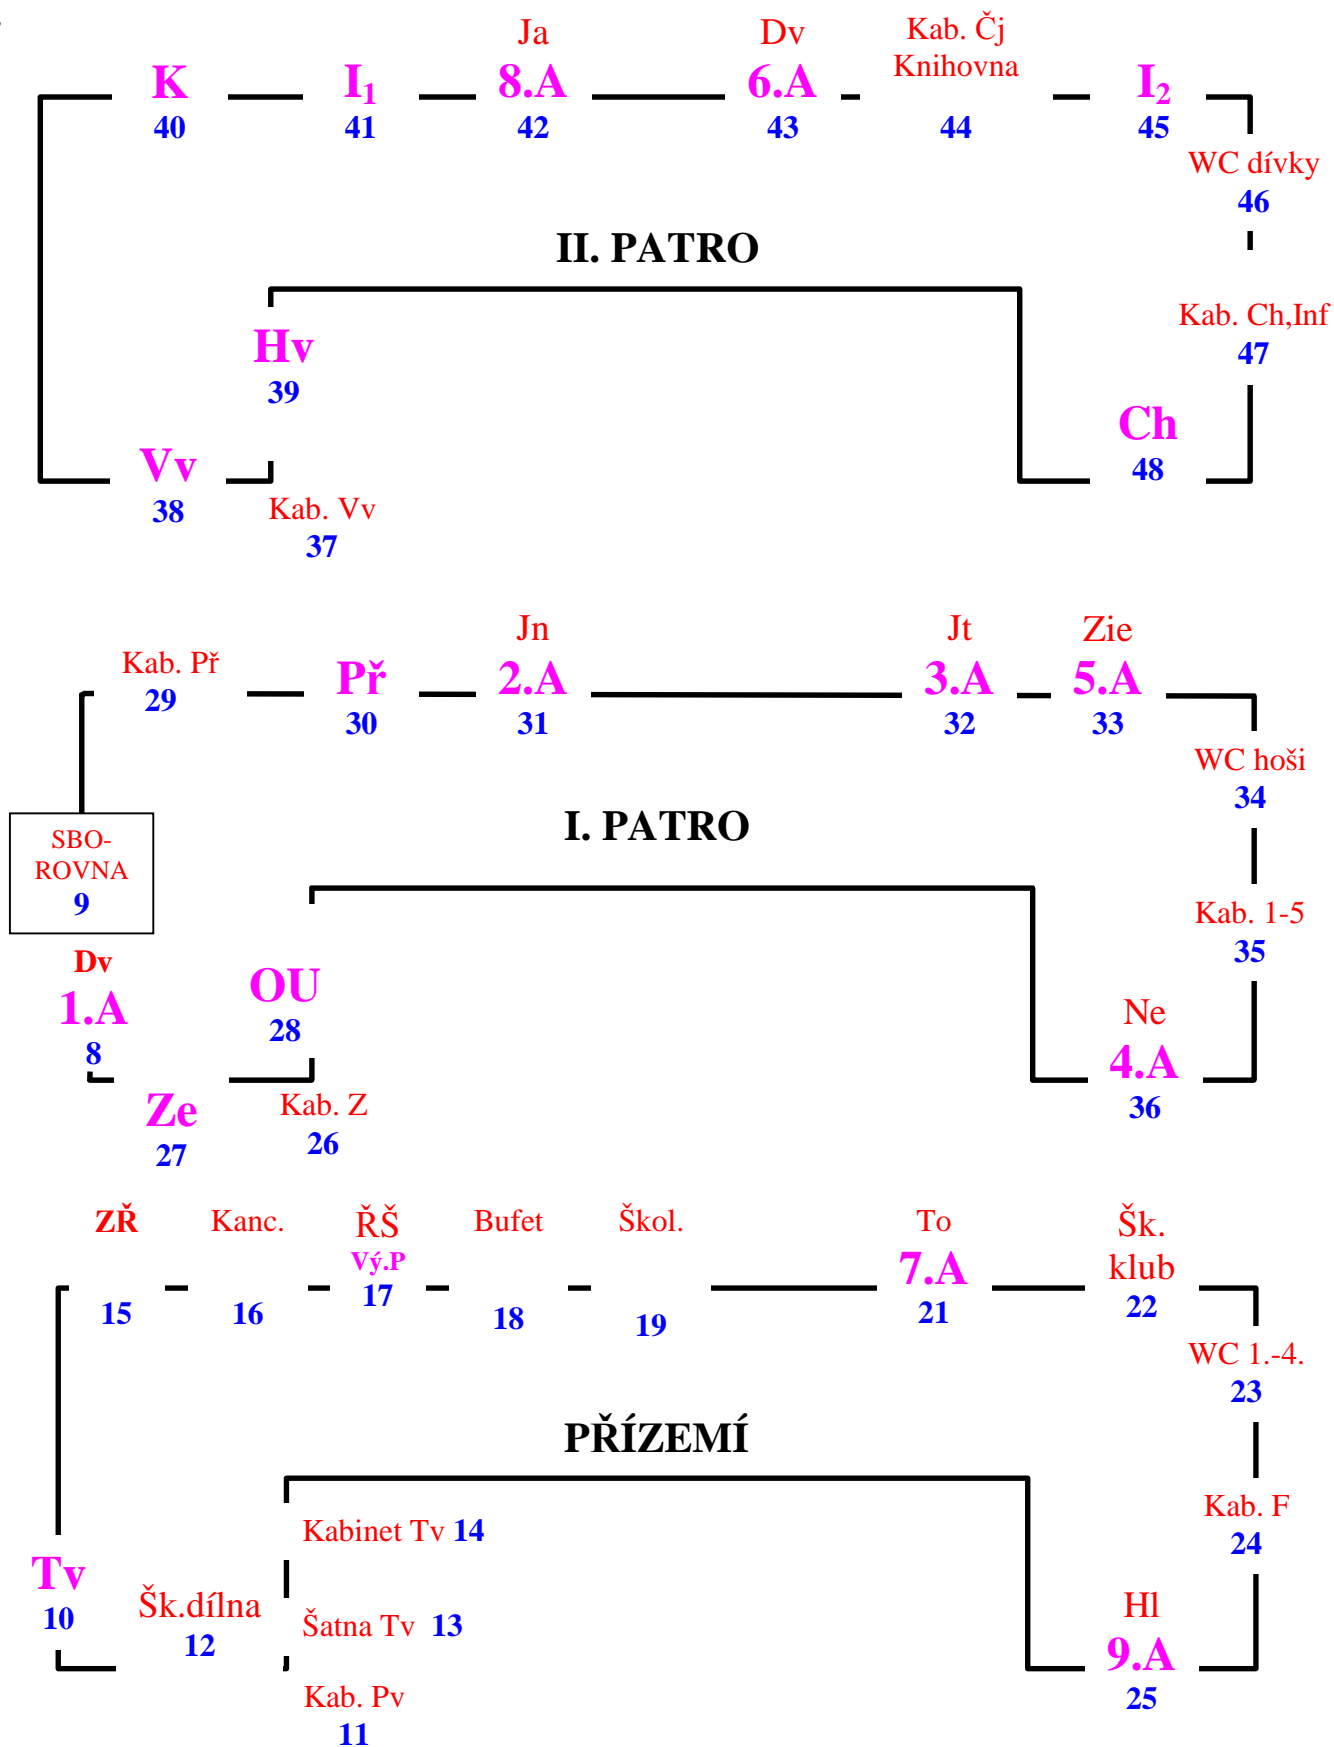 Ja
Dv
Kab. Čj
Knihovna
K
I1
8.A
6.A
I2
40
41
42
43
44
45
WC dívky
46
II. PATRO
Kab. Ch,Inf
47
Hv
39
Ch
48
Vv
38
Kab. Vv
37
Jn
Jt
Zie
Kab. Př
29
Př
30
2.A
31
3.A
32
5.A
33
WC hoši
34
SBO-
ROVNA
9
I. PATRO
Kab. 1-5
35
Dv
1.A
8
OU
28
Ne
4.A
36
Ze
27
Kab. Z
26
ZŘ
Kanc.
ŘŠ
Bufet
Škol.
To
Šk.
klub
Vý.P
7.A
15
16
17
18
19
21
22
WC 1.-4.
23
PŘÍZEMÍ
Kab. F
24
Kabinet Tv 14
Tv
10
Šk.dílna
12
Šatna Tv 13
Hl
9.A
25
Kab. Pv
11